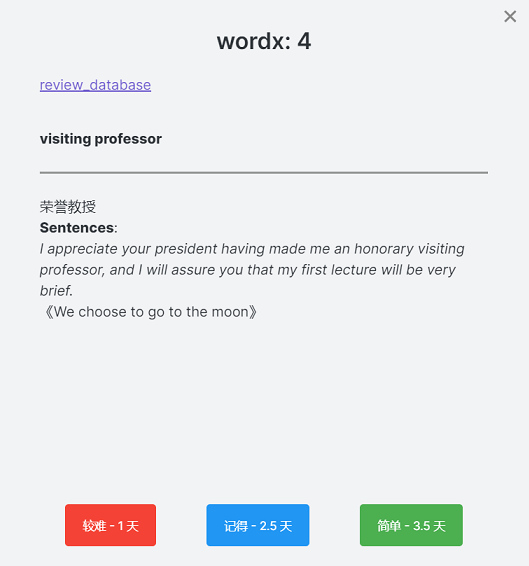 wordx: 4
review_database
visiting professor
荣誉教授
Sentences:
I appreciate your president having made me an honorary visiting
professor, and I will assure you that my first lecture will be very
brief.
《We choose to go to the moon》
较难 - 1 天 记得 - 2.5 天 简单 - 3.5 天